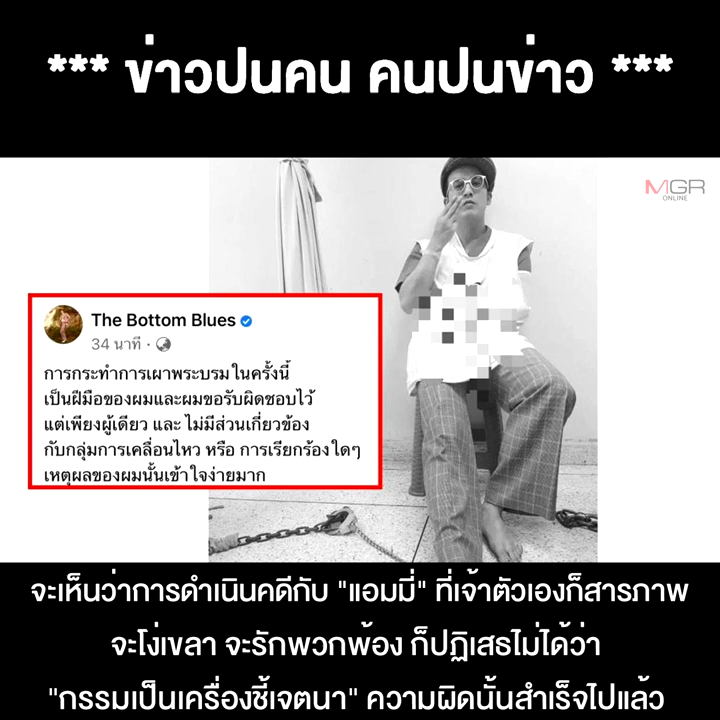 *** ข่าวปนคน คนปนข่าว ***
MGR
ONLINE
The Bottom Blues
34 นาที ·
การกระทำการเผาพระบรมในครั้งนี้
เป็นฝีมือของผมและผมขอรับผิดชอบไว้
แต่เพียงผู้เดียว และ ไม่มีส่วนเกี่ยวข้อง
กับกลุ่มการเคลื่อนไหว หรือ การเรียกร้องใดๆ
เหตุผลของผมนั้นเข้าใจง่ายมาก
จะเห็นว่าการดำเนินคดีกับ "แอมมี่" ที่เจ้าตัวเองก็สารภาพ
จะโง่เขลา จะรักพวกพ้อง ก็ปฏิเสธไม่ได้ว่า
"กรรมเป็นเครื่องชี้เจตนา" ความผิดนั้นสำเร็จไปแล้ว